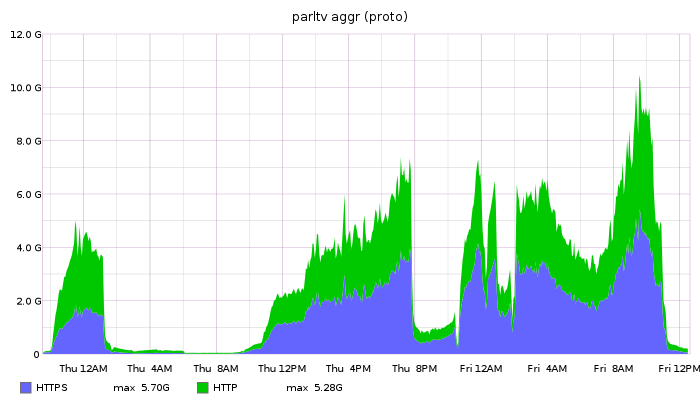 parltv aggr (proto)
12.0 G
10.0 G
8.0 G
6.0 G
4.0 G
2.0 G
0
Thu 12AM Thu 4AM Thu 8AM Thu 12PM Thu 4PM Thu 8PM Fri 12AM Fri 4AM Fri 8AM Fri 12PM
HTTPS max 5.70G HTTP max 5.28G